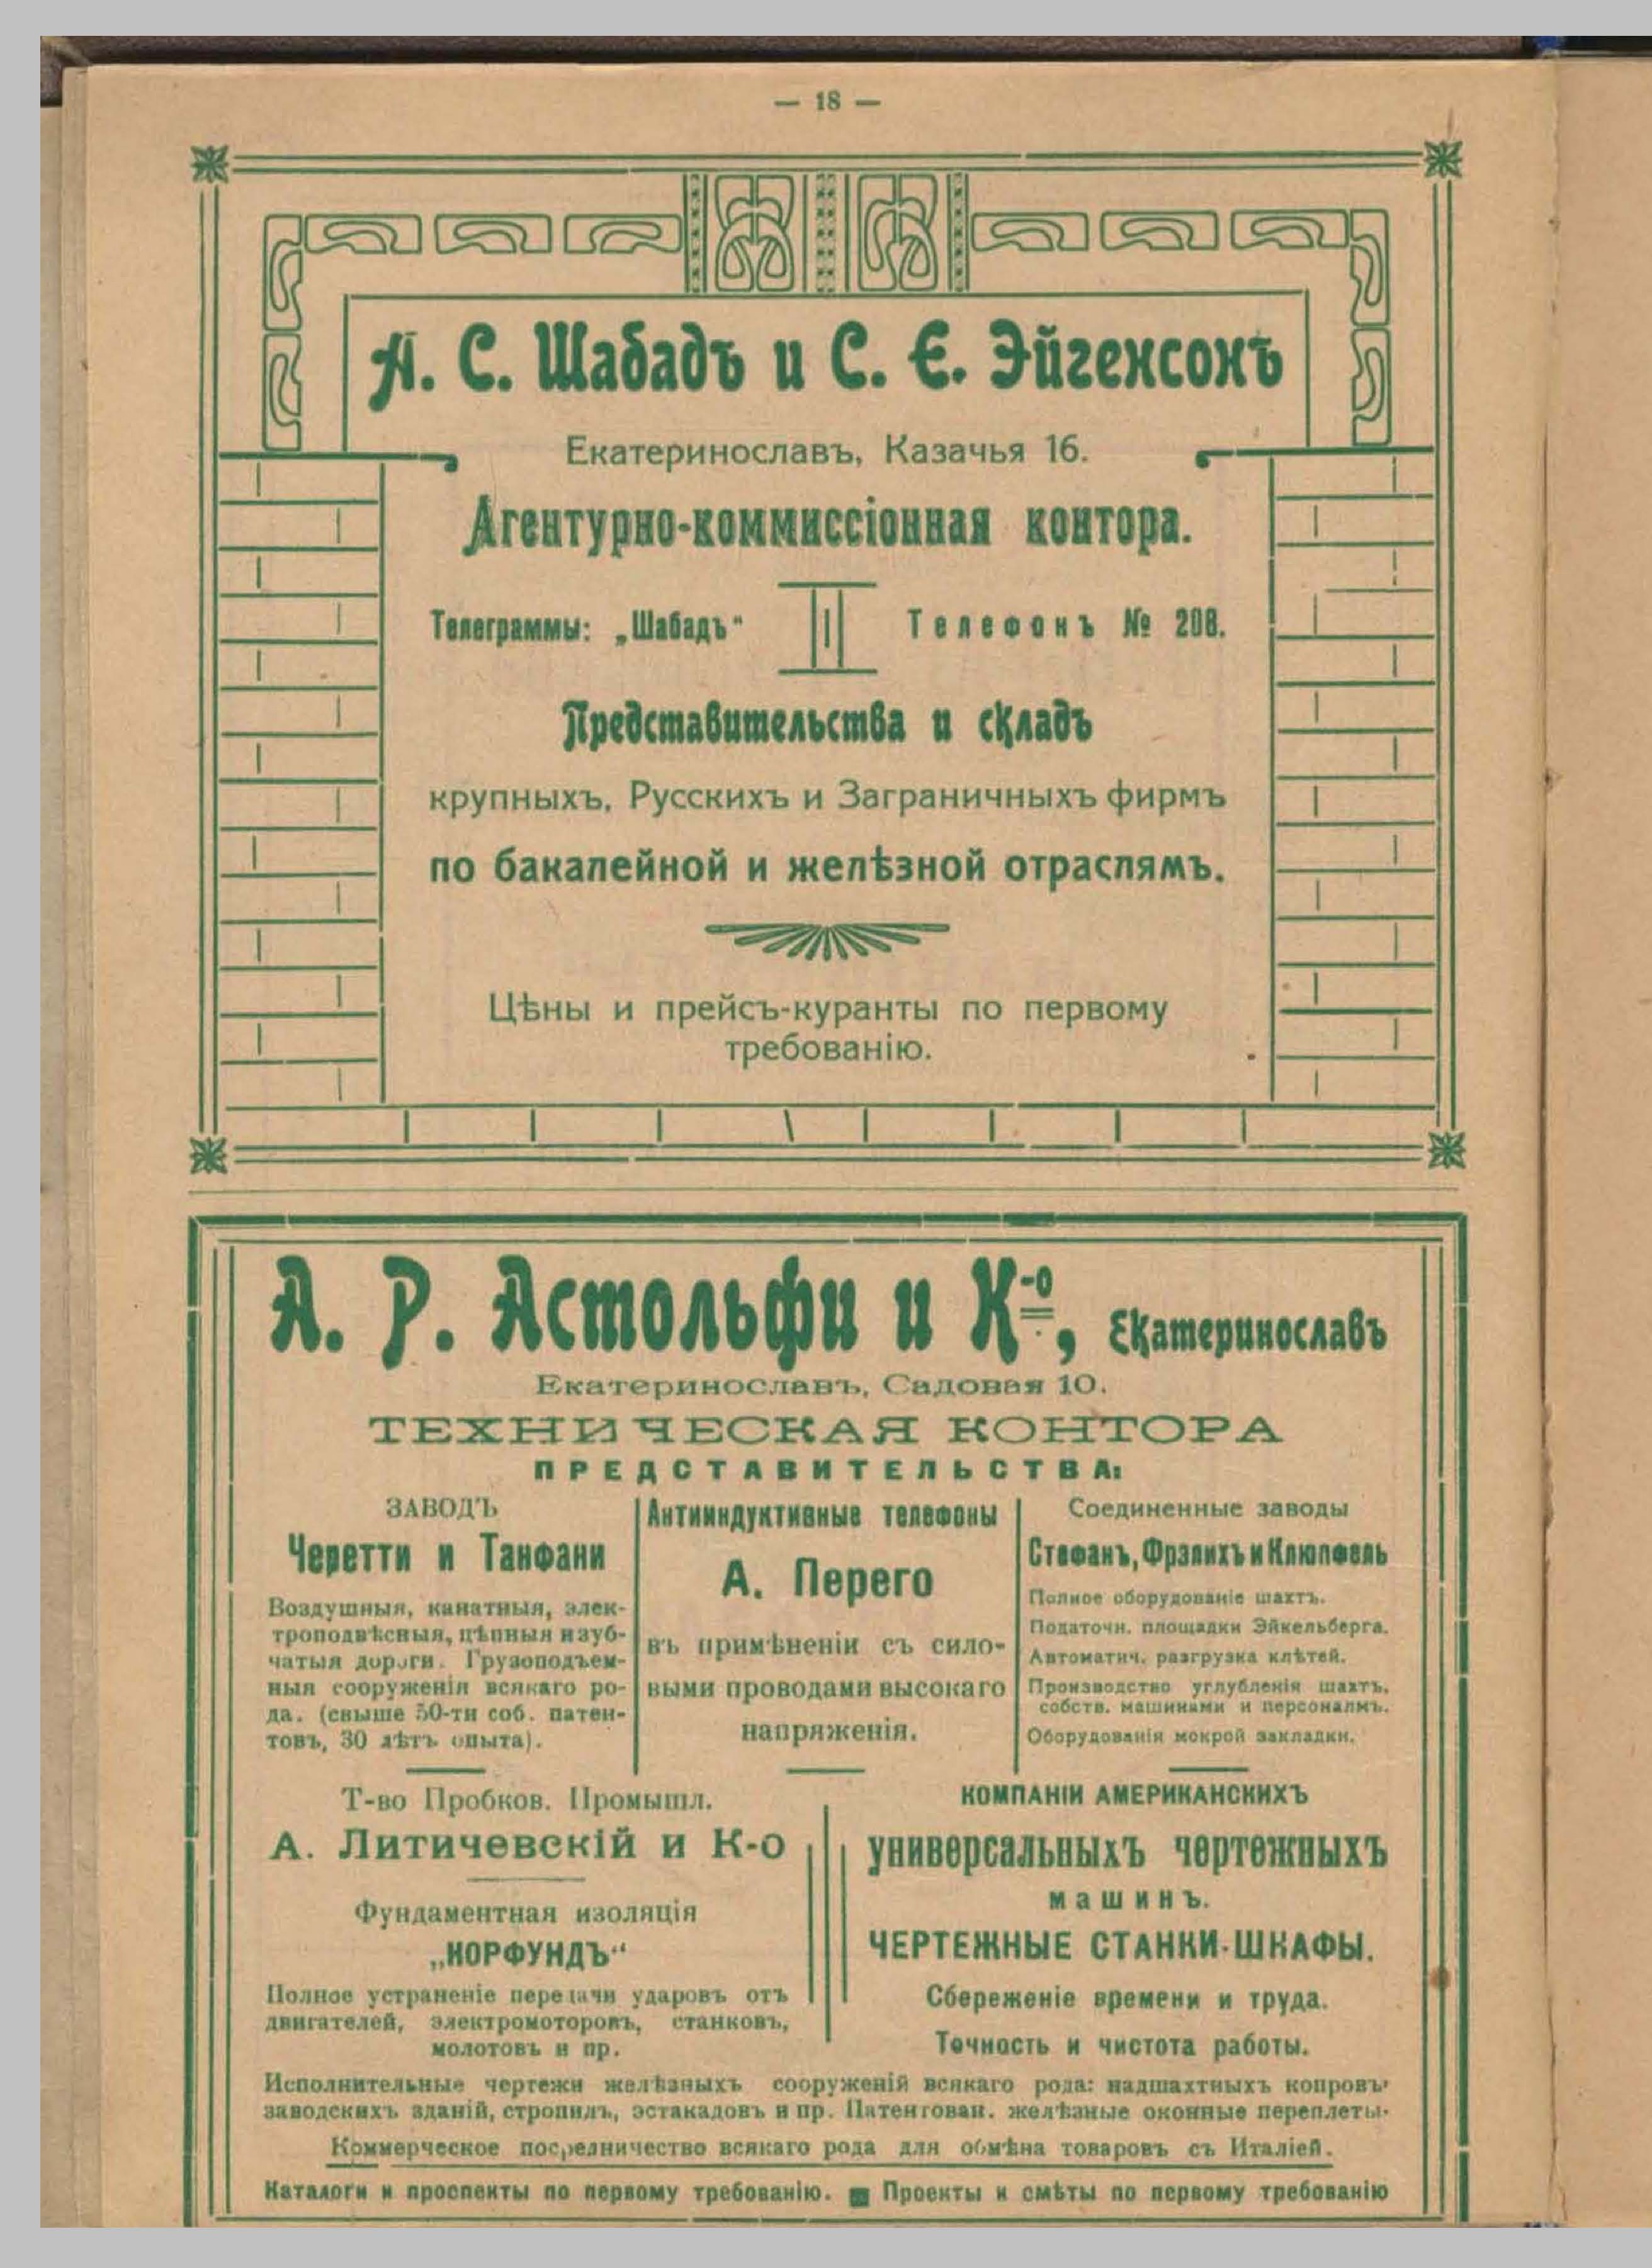 — 18 —
А. С. Шабадъ и С. Е. Эйгенсонъ
Екатеринославъ, Казачья 16.
Агентурно-коммиссіонная контора.
Телеграммы: „Шабадъ“ Телефонъ № 208.
Представительства и складъ
крупныхъ, Русскихъ и Заграничныхъ фирмъ
по бакалейной и желѣзной отраслямъ.
Цѣны и прейсъ-куранты по первому
требованію.
А. Р. Астольфи и К-о, Екатеринославъ
Екатеринославъ, Садовая 10.
ТЕХНИЧЕСКАЯ КОНТОРА
ПРЕДСТАВИТЕЛЬСТВА:
ЗАВОДЪ
Черетти и Танфани
Воздушныя, канатныя, элек-
троподвѣсныя, цѣпныя и зуб-
чатыя дороги. Грузоподъем-
ныя сооруженія всякаго ро-
да. (свыше 50-ти соб. патен-
товъ, 30 лѣтъ опыта).
Антииндуктивные телефоны
А. Перего
въ примѣненіи съ сило-
выми проводами высокаго
напряженія.
Соединенные заводы
Стефанъ, Фрэлихъ и Клюпфель
Полное оборудованіе шахтъ.
Податочн. площадки Эйкельберга.
Автоматич. разгрузка клѣтей.
Производство углубленія шахтъ,
собств. машинами и персоналмъ.
Оборудованія мокрой закладки.
Т-во Пробков. Промышл.
А. Литичевскій и К-о
Фундаментная изоляція
„КОРФУНДЪ“
Полное устраненіе передачи ударовъ отъ
двигателей, электромоторовъ, станковъ,
молотовъ и пр.
КОМПАНІИ АМЕРИКАНСКИХЪ
универсальныхъ чертежныхъ
машинъ.
ЧЕРТЕЖНЫЕ СТАНКИ-ШКАФЫ.
Сбереженіе времени и труда.
Точность и чистота работы.
Исполнительные чертежи желѣзныхъ сооруженій всякаго рода: надшахтныхъ копровъ,
заводскихъ зданій, стропилъ, эстакадовъ и пр. Патентован. желѣзные оконные переплеты.
Коммерческое посредничество всякаго рода для обмѣна товаровъ съ Италіей.
Каталоги и проспекты по первому требованію. Проекты и смѣты по первому требованію